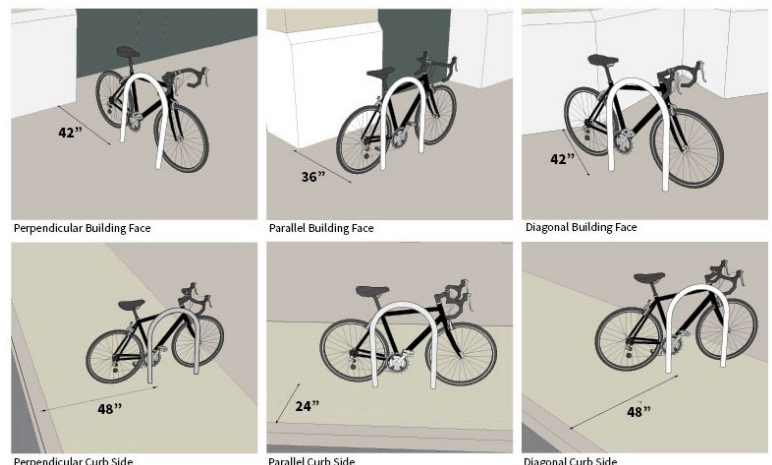 42”
36”
42”
Perpendicular Building Face
Parallel Building Face
Diagonal Building Face
48”
24”
48”
Perpendicular Curb Side
Parallel Curb Side
Diagonal Curb Side